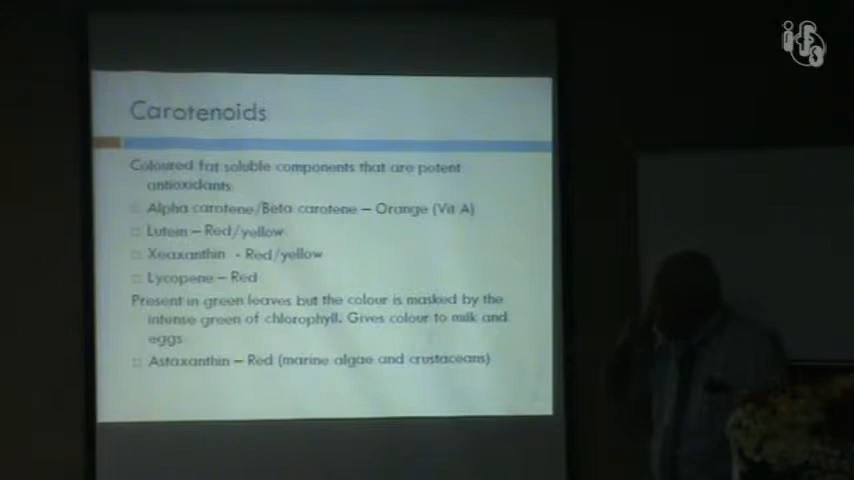 Carotenoids
Coloured fat soluble components that are potent
antioxidants
Alpha carotene/Beta carotene – Orange (Vit A)
Lutein – Red/yellow
Xeaxanthin - Red/yellow
Lycopene – Red
Present in green leaves but the colour is masked by the
intense green of chlorophyll. Gives colour to milk and
eggs
Astaxanthin – Red (marine algae and crustaceans)